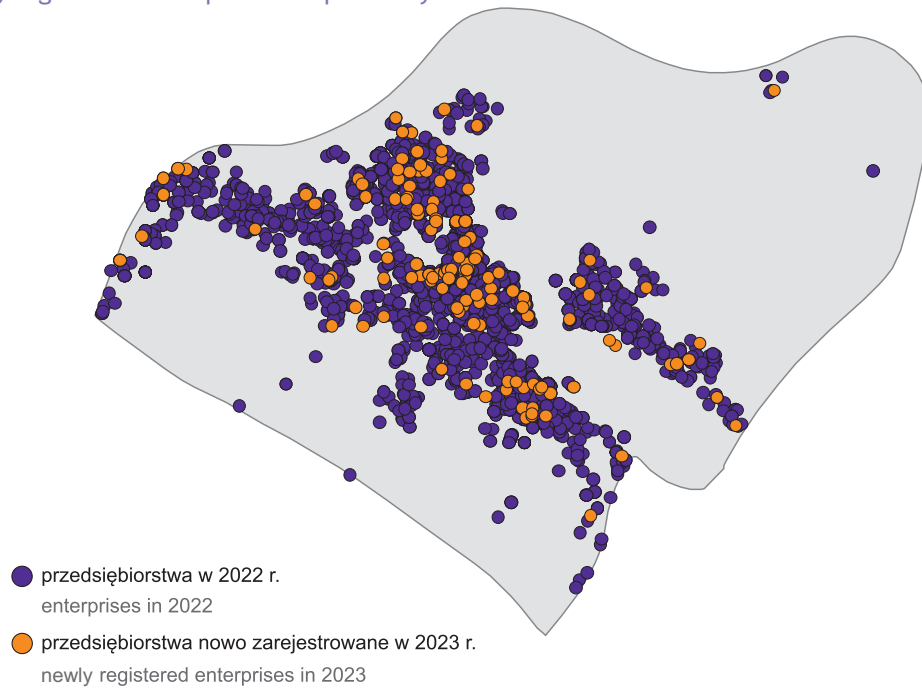 przedsiębiorstwa w 2022 r.
enterprises in 2022
przedsiębiorstwa nowo zarejestrowane w 2023 r.
newly registered enterprises in 2023